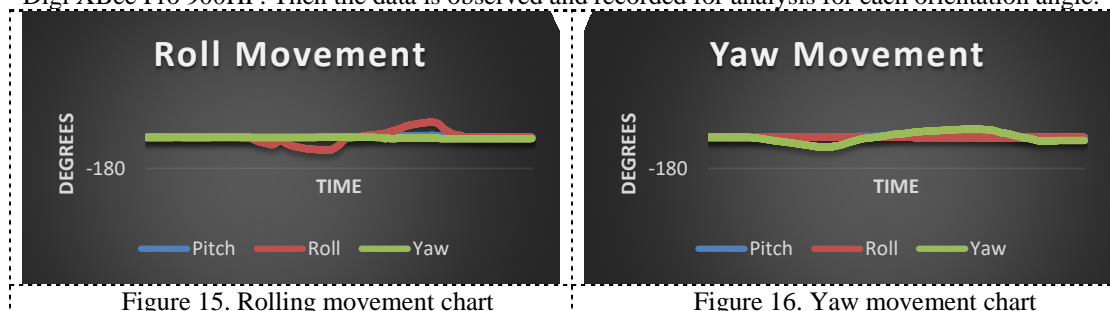 Digi XBee Pro 900HP. Then the data is observed and recorded for analysis for each orientation angle.
Roll Movement
DEGREES
-180
TIME
Pitch Roll Yaw
Figure 15. Rolling movement chart
Yaw Movement
DEGREES
-180
TIME
Pitch Roll Yaw
Figure 16. Yaw movement chart